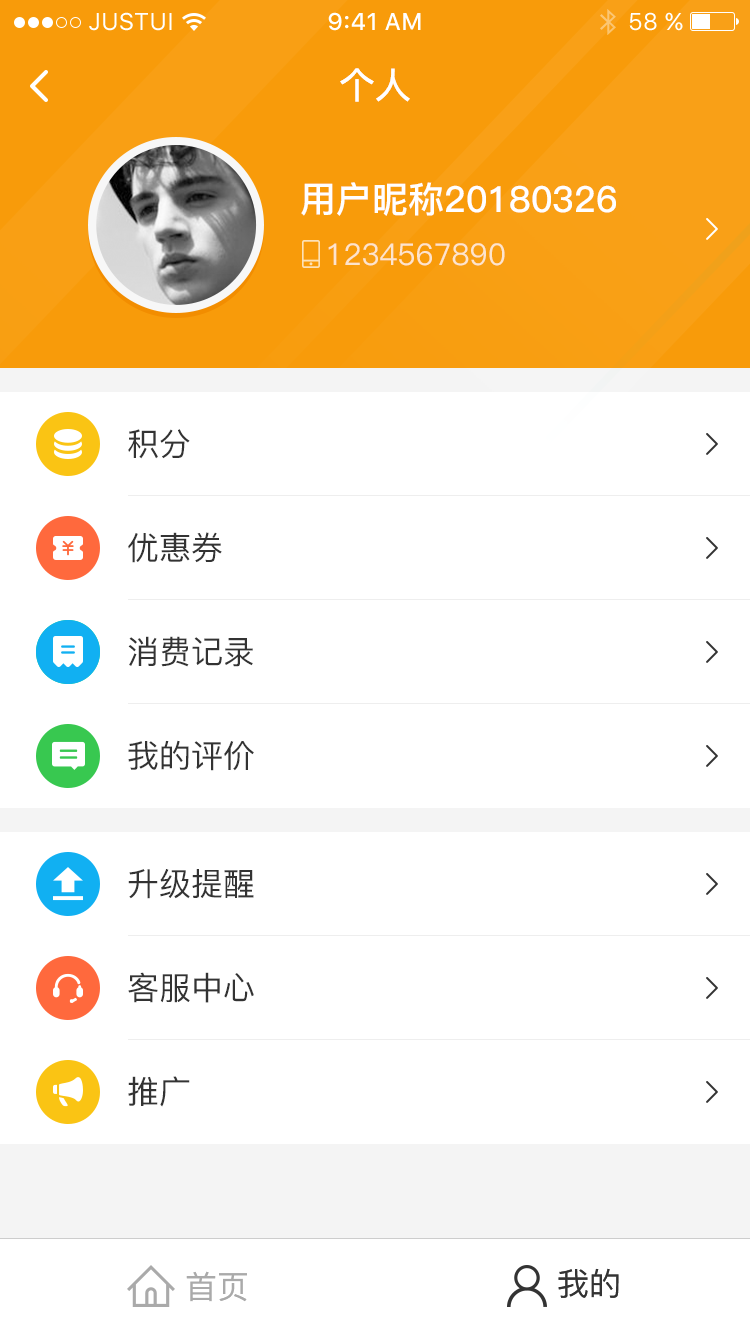 JUSTUI 9:41 AM 58 %
个人
用户昵称20180326
1234567890
积分
优惠券
消费记录
我的评价
升级提醒
客服中心
推广
首页 我的